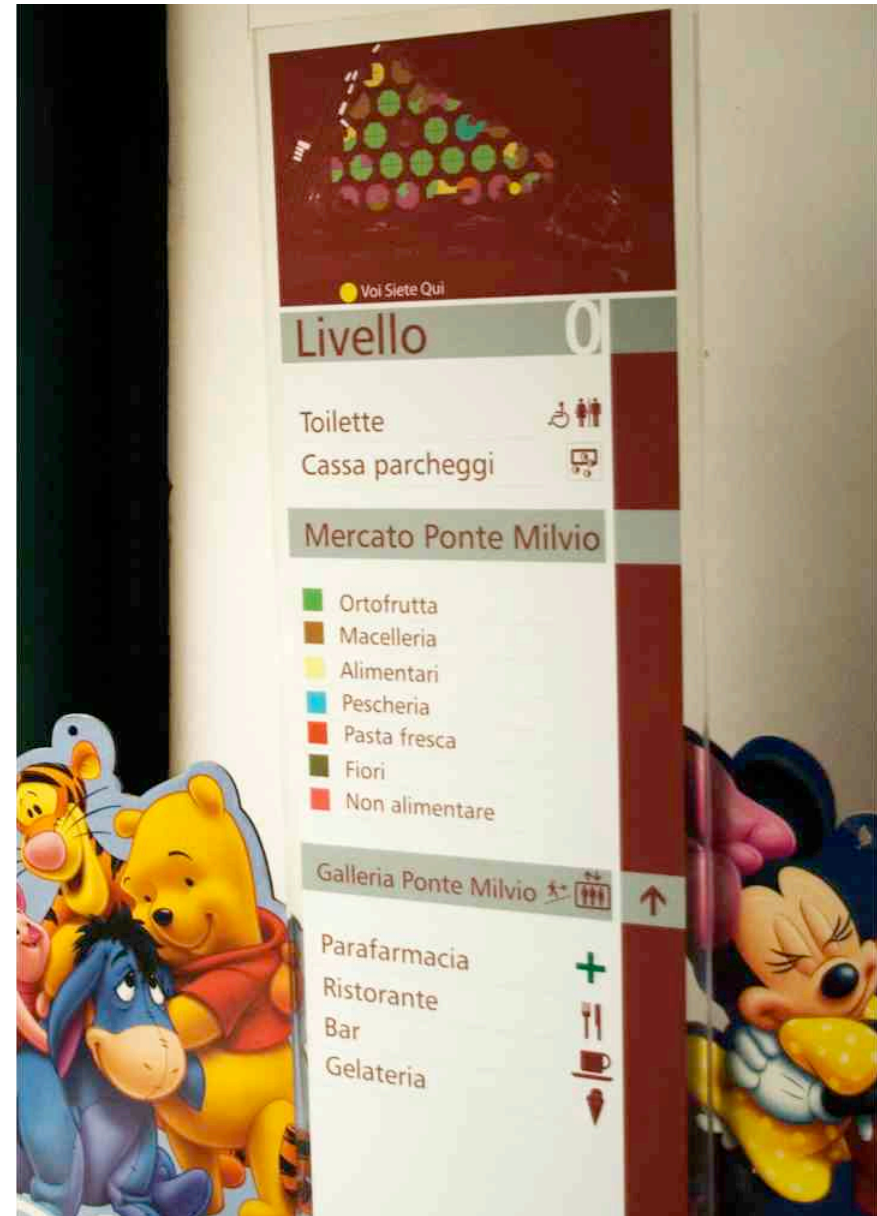 Voi Siete Qui
Livello 0
Toilette
Cassa parcheggi
Mercato Ponte Milvio
Ortofrutta
Macelleria
Alimentari
Pescheria
Pasta fresca
Fiori
Non alimentare
Galleria Ponte Milvio
Parafarmacia
Ristorante
Bar
Gelateria